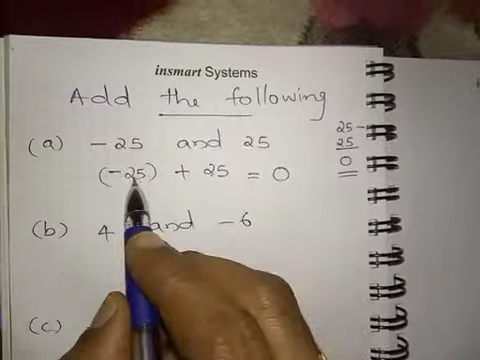 insmart Systems
Add the following
(a) -25 and 25
25 -
25
0
(-25) + 25 = 0
(b) 4 and -6
(c)